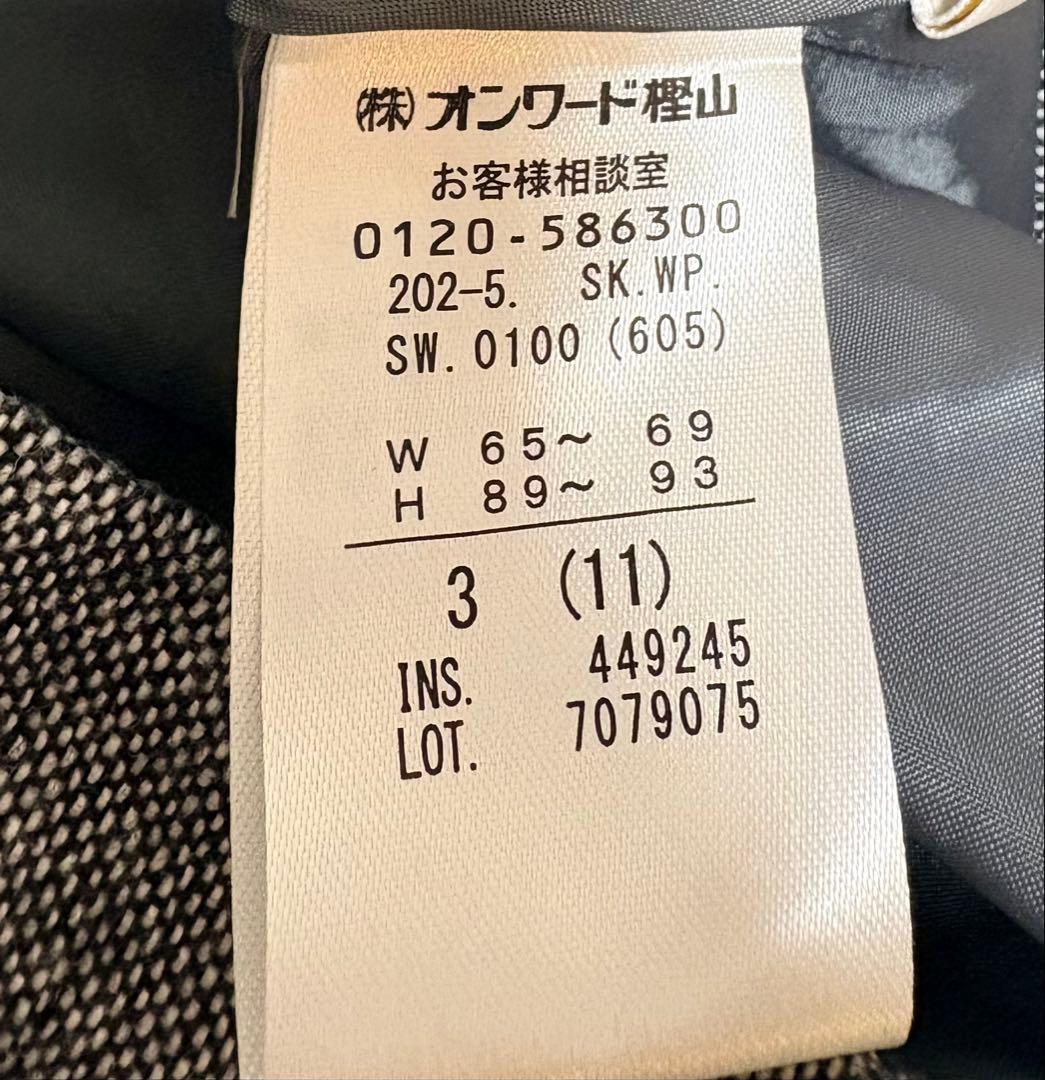 ㈱オンワード樫山
お客様相談室
0120-586300
202-5. SK.WP.
SW.0100(605)
W 65~ 69
H 89~ 93
3 (11)
INS. 449245
LOT. 7079075